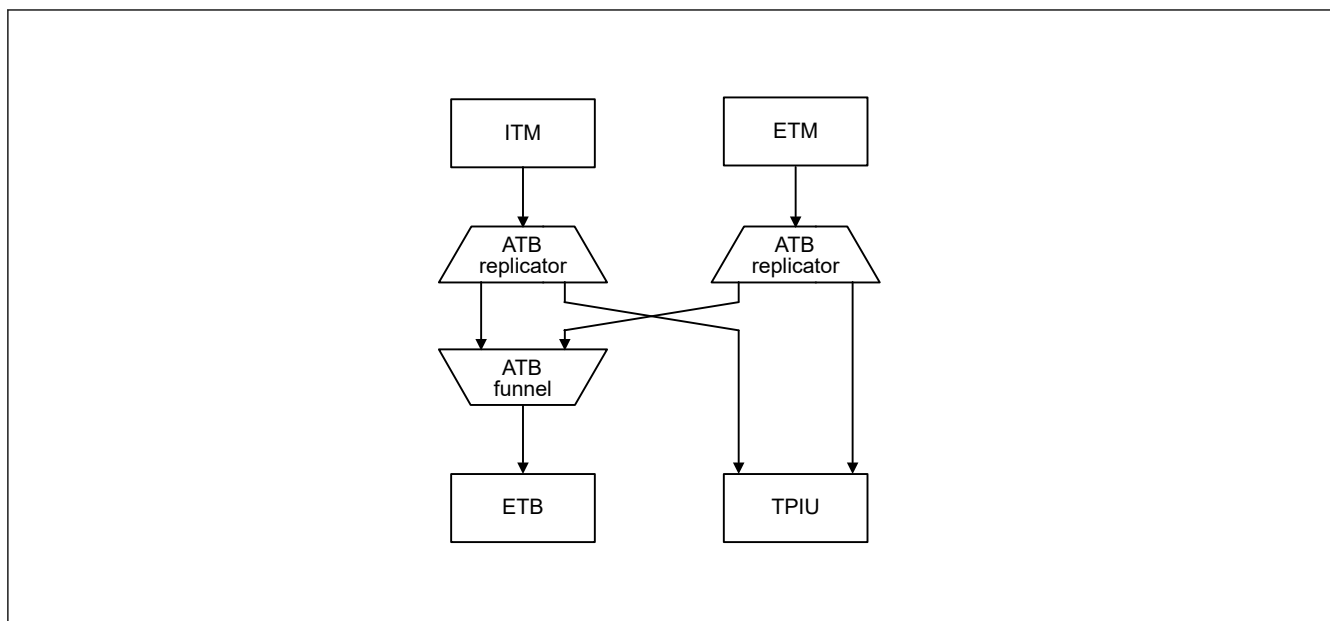 ITM
ETM
ATB
replicator
ATB
replicator
ATB
funnel
ETB
TPIU